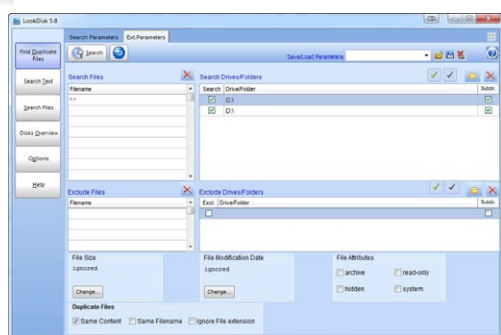 LookDisk 5.8
Search Parameters Ext.Parameters
Find Duplicate Files
Search
Save/Load Parameters
Search Text
Search Files
Disks Overview
Options
Help
Search Files
Filename
*.*
Search Drives/Folders
Search Drive/Folder Subdir.
C:\
D:\
Exclude Files
Filename
Exclude Drives/Folders
Excl. Drive/Folder Subdir.
File Size
ignored
Change...
File Modification Date
ignored
Change...
File Attributes
archive read-only
hidden system
Duplicate Files
Same Content Same Filename Ignore File extension